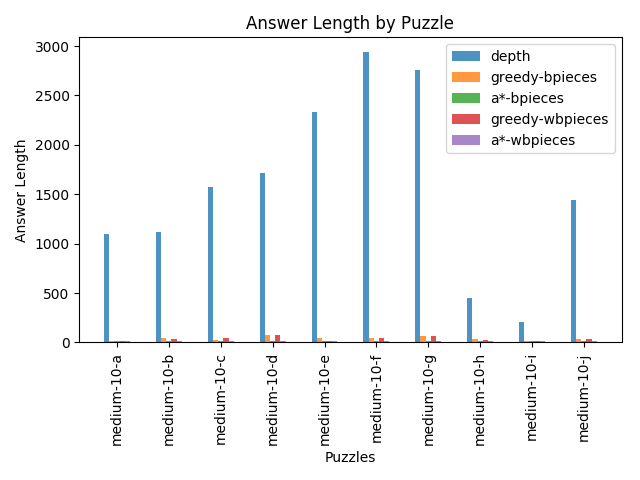 Answer Length by Puzzle
Answer Length
3000
2500
2000
1500
1000
500
0
depth
greedy-bpieces
a*-bpieces
greedy-wbpieces
a*-wbpieces
medium-10-a
medium-10-b
medium-10-c
medium-10-d
medium-10-e
medium-10-f
medium-10-g
medium-10-h
medium-10-i
medium-10-j
Puzzles